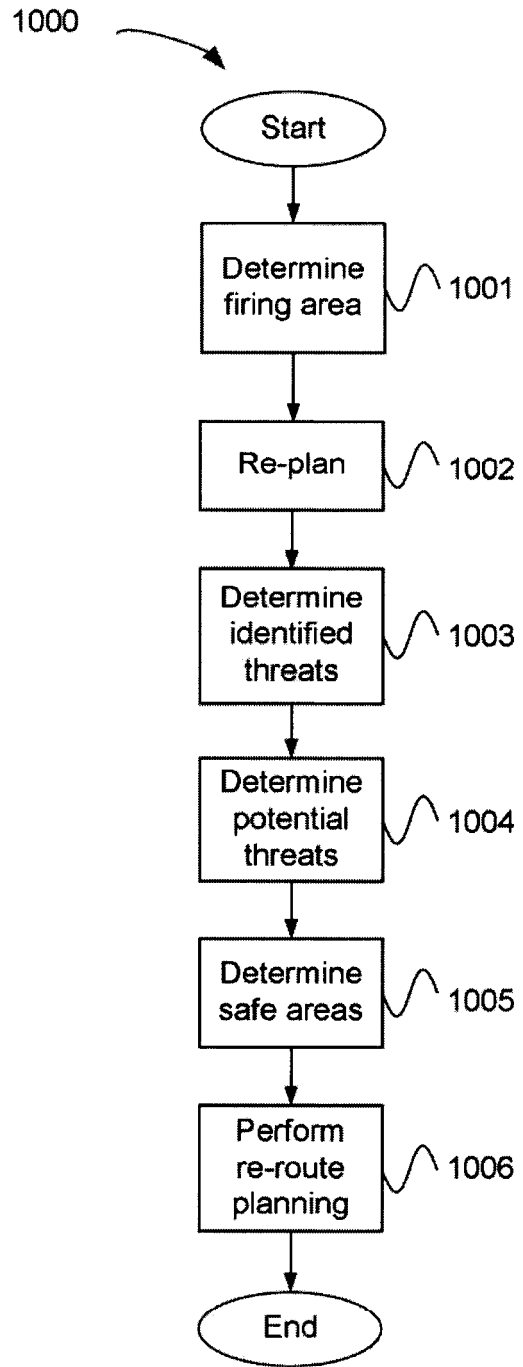 1000
Start
Determine
firing area
1001
Re-plan
1002
Determine
identified
threats
1003
Determine
potential
threats
1004
Determine
safe areas
1005
Perform
re-route
planning
1006
End